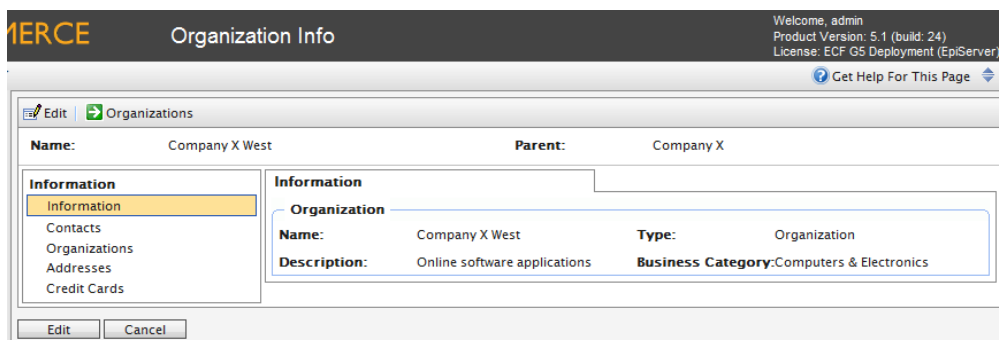 MERCE
Organization Info
Welcome, admin
Product Version: 5.1 (build: 24)
License: ECF G5 Deployment (EpiServer)
Get Help For This Page
Edit Organizations
Name: Company X West Parent: Company X
Information
Information
Contacts
Organizations
Addresses
Credit Cards
Information
Organization
Name: Company X West Type: Organization
Description: Online software applications Business Category:Computers & Electronics
Edit Cancel